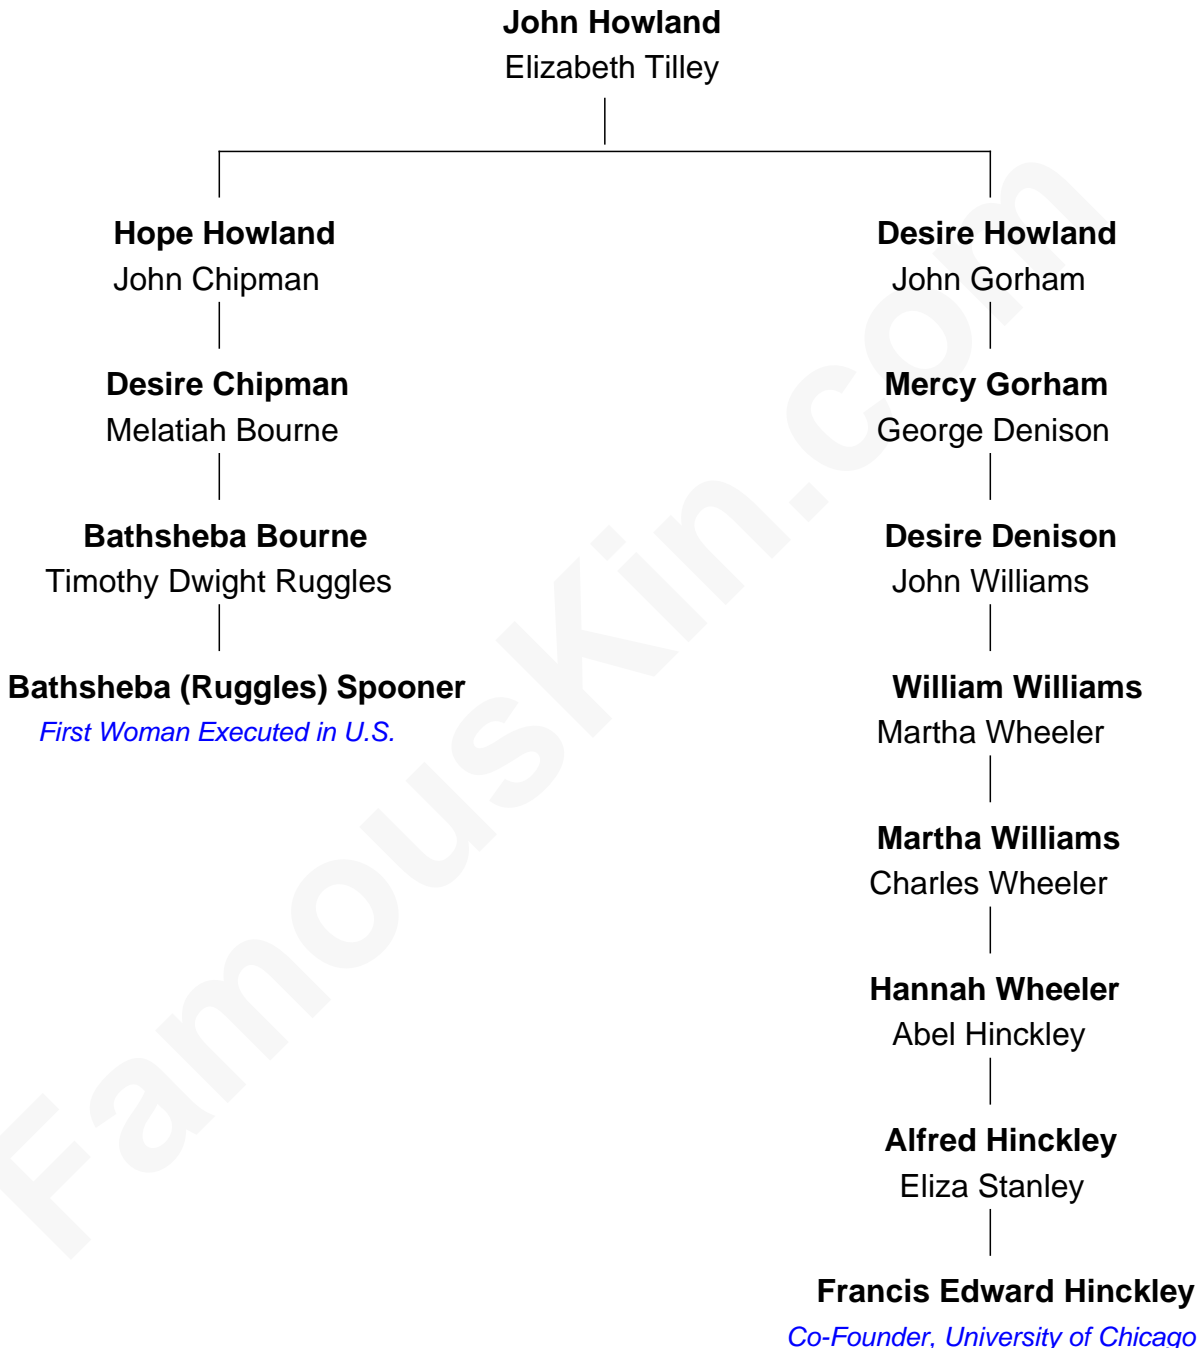 John Howland
Elizabeth Tilley
Hope Howland
John Chipman
Desire Chipman
Melatiah Bourne
Bathsheba Bourne
Timothy Dwight Ruggles
Bathsheba (Ruggles) Spooner
First Woman Executed in U.S.
Desire Howland
John Gorham
Mercy Gorham
George Denison
Desire Denison
John Williams
William Williams
Martha Wheeler
Martha Williams
Charles Wheeler
Hannah Wheeler
Abel Hinckley
Alfred Hinckley
Eliza Stanley
Francis Edward Hinckley
Co-Founder, University of Chicago
FamousKin.com